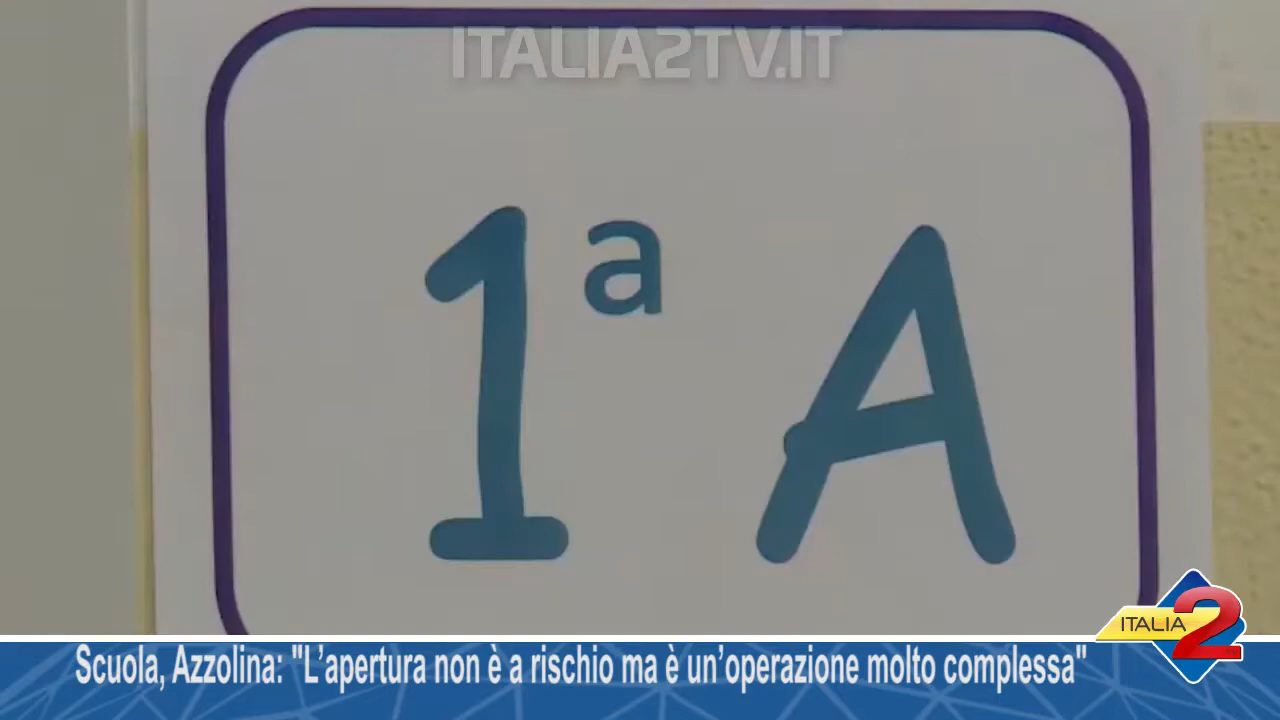 ITALIA2TV.IT
1ª A
ITALIA 2
Scuola, Azzolina: "L’apertura non è a rischio ma è un’operazione molto complessa"